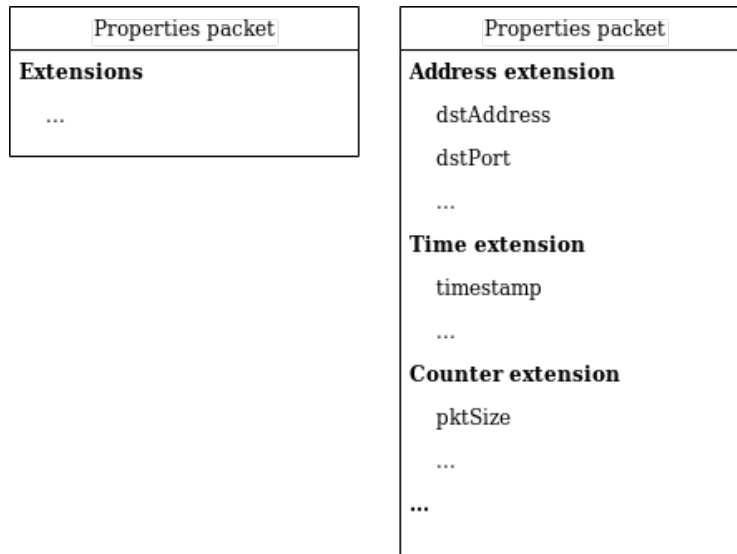 Properties packet
Extensions
...
Properties packet
Address extension
dstAddress
dstPort
...
Time extension
timestamp
...
Counter extension
pktSize
...
...